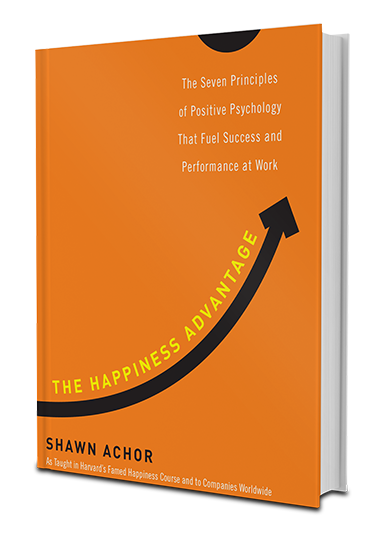 The Seven Principles
of Positive Psychology
That Fuel Success and
Performance at Work
THE HAPPINESS ADVANTAGE
SHAWN ACHOR
As Taught in Harvard's Famed Happiness Course and to Companies Worldwide